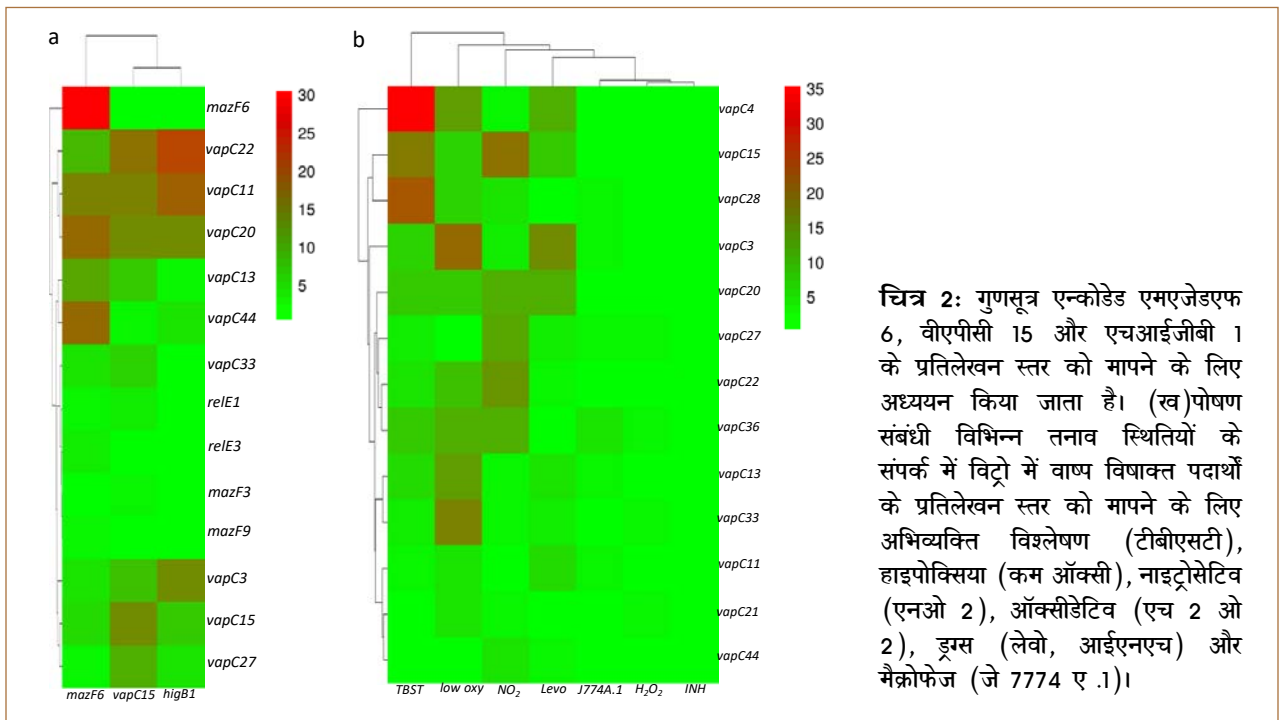 a
mazF6
vapC22
vapC11
vapC20
vapC13
vapC44
vapC33
relE1
relE3
mazF3
mazF9
vapC3
vapC15
vapC27
mazF6 vapC15 higB1
30
25
20
15
10
5
b
vapC4
vapC15
vapC28
vapC3
vapC20
vapC27
vapC22
vapC36
vapC13
vapC33
vapC11
vapC21
vapC44
TBST low oxy NO₂ Levo J774A.1 H₂O₂ INH
35
30
25
20
15
10
5
चित्र 2: गुणसूत्र एन्कोडेड एमएजेडएफ
6, वीएपीसी 15 और एचआईजीबी 1
के प्रतिलेखन स्तर को मापने के लिए
अध्ययन किया जाता है। (ख)पोषण
संबंधी विभिन्न तनाव स्थितियों के
संपर्क में विट्रो में वाष्प विषाक्त पदार्थों
के प्रतिलेखन स्तर को मापने के लिए
अभिव्यक्ति विश्लेषण (टीबीएसटी),
हाइपोक्सिया (कम ऑक्सी), नाइट्रोसेटिव
(एनओ 2), ऑक्सीडेटिव (एच 2 ओ
2), ड्रग्स (लेवो, आईएनएच) और
मैक्रोफेज (जे 7774 ए .1)।